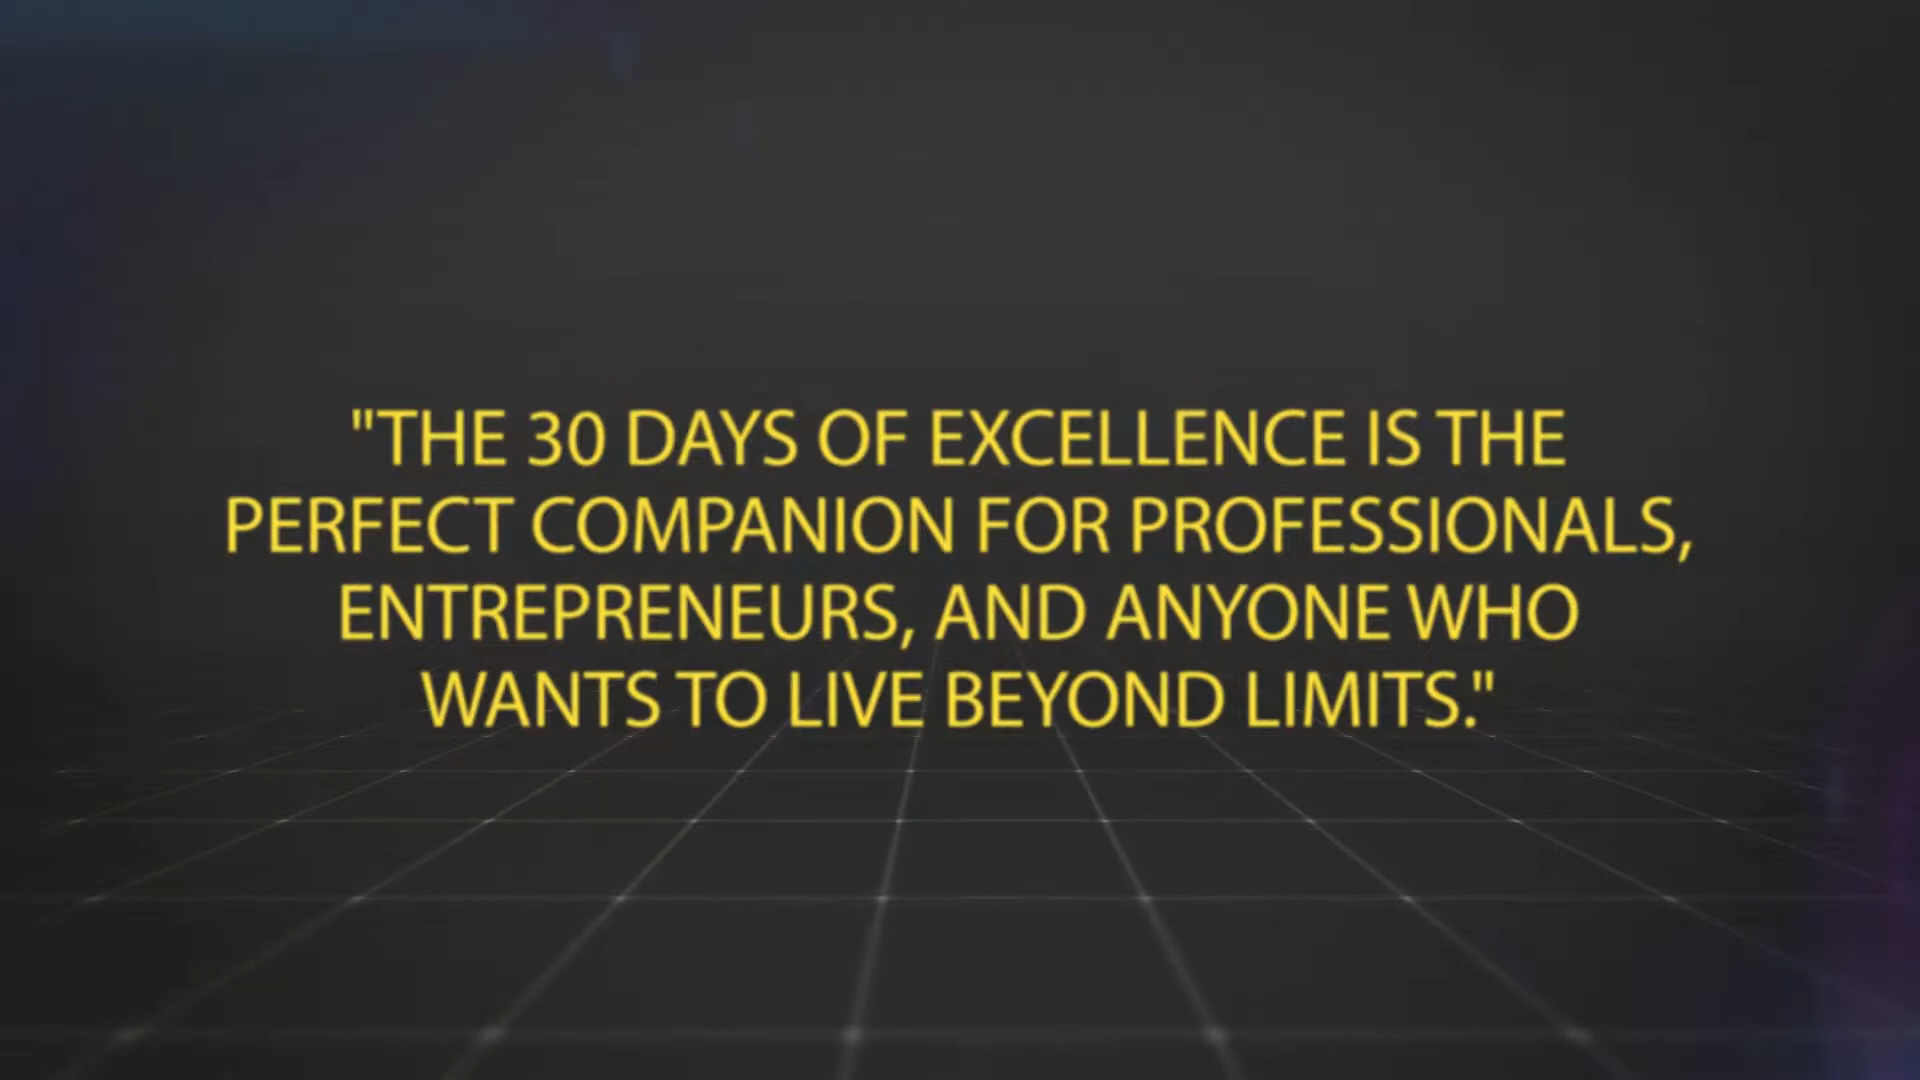 "THE 30 DAYS OF EXCELLENCE IS THE
PERFECT COMPANION FOR PROFESSIONALS,
ENTREPRENEURS, AND ANYONE WHO
WANTS TO LIVE BEYOND LIMITS."